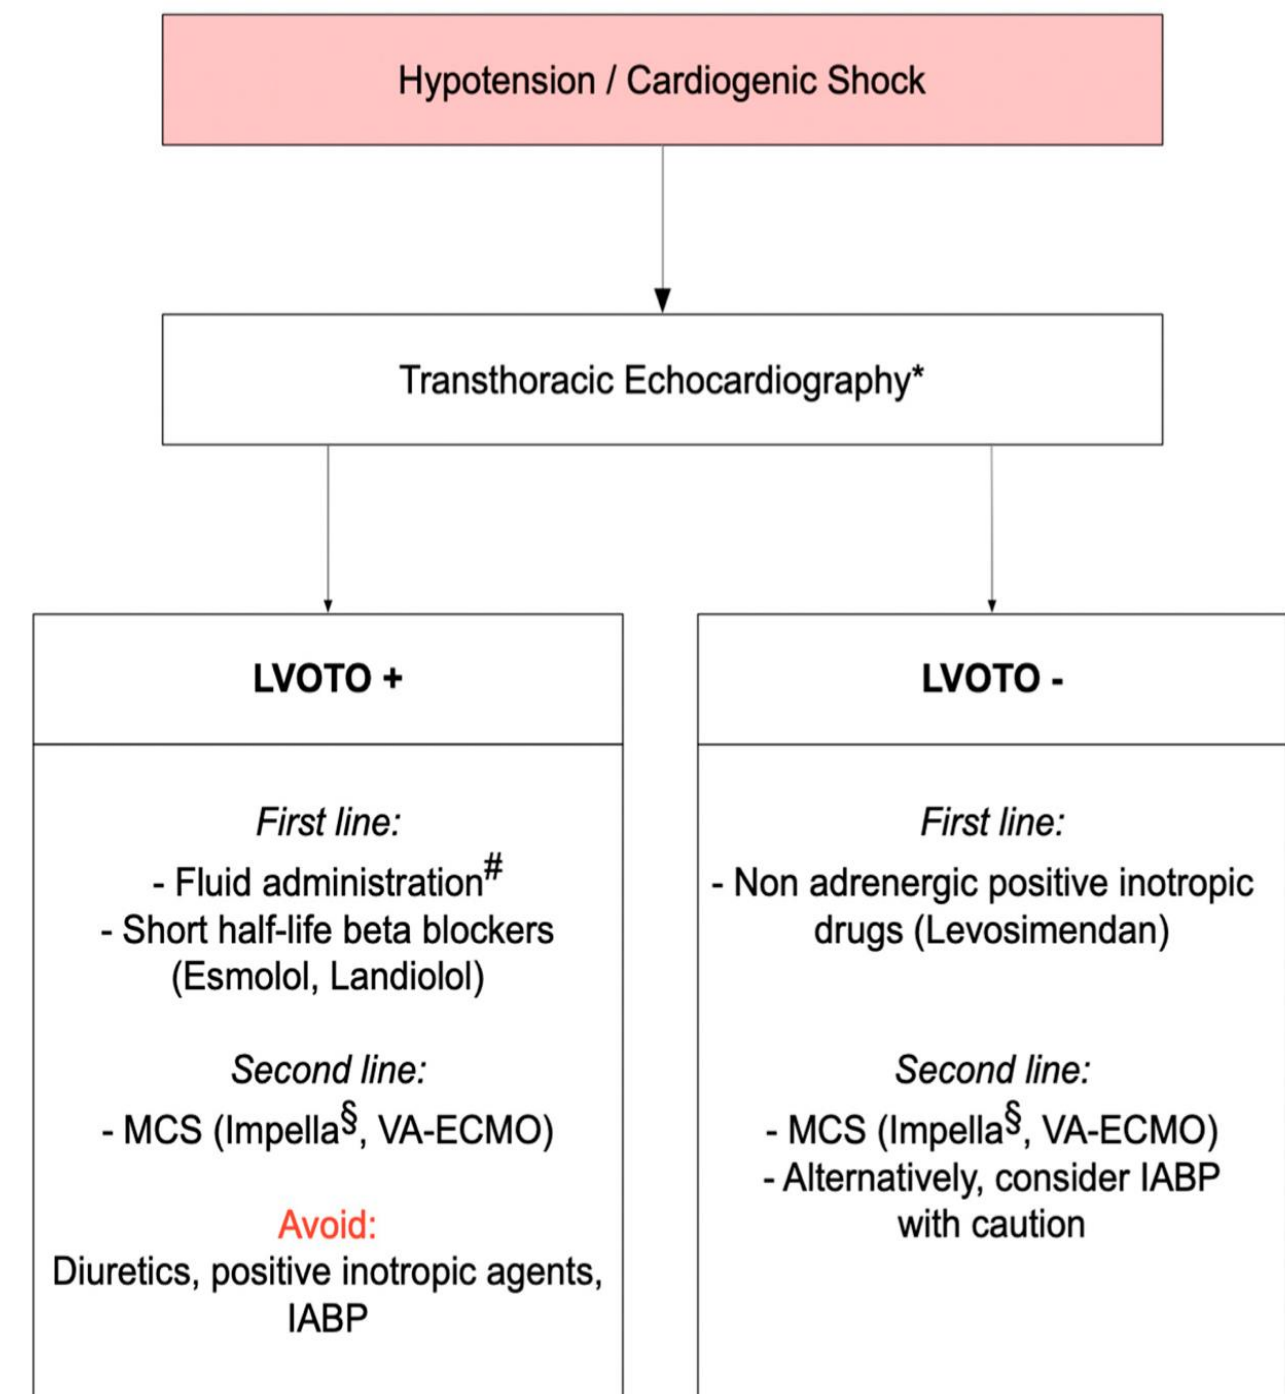 Hypotension / Cardiogenic Shock
Transthoracic Echocardiography*
LVOTO +
First line:
- Fluid administration#
- Short half-life beta blockers
(Esmolol, Landiolol)
Second line:
- MCS (Impella§, VA-ECMO)
Avoid:
Diuretics, positive inotropic agents,
IABP
LVOTO -
First line:
- Non adrenergic positive inotropic
drugs (Levosimendan)
Second line:
- MCS (Impella§, VA-ECMO)
- Alternatively, consider IABP
with caution